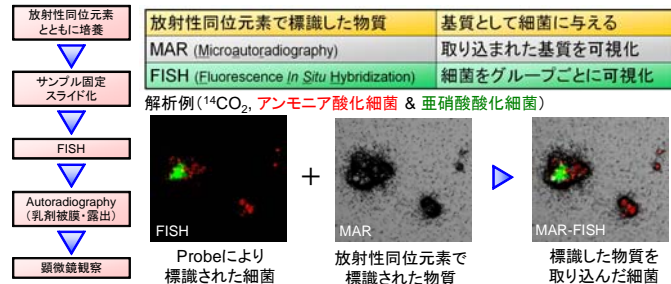 放射性同位元素
とともに培養
サンプル固定
スライド化
FISH
Autoradiography
(乳剤被膜・露出)
顕微鏡観察
放射性同位元素で標識した物質 基質として細菌に与える
MAR (Microautoradiography) 取り込まれた基質を可視化
FISH (Fluorescence In Situ Hybridization) 細菌をグループごとに可視化
解析例(¹⁴CO₂, アンモニア酸化細菌 & 亜硝酸酸化細菌)
FISH + MAR MAR-FISH
Probeにより
標識された細菌
放射性同位元素で
標識された物質
標識した物質を
取り込んだ細菌